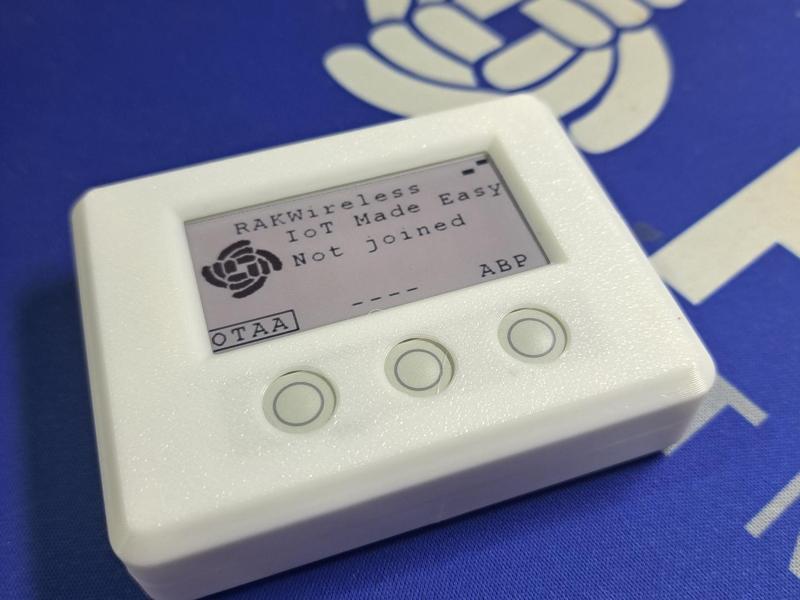 RAKWireless
IoT Made Easy
Not joined
----
ABP
OTAA